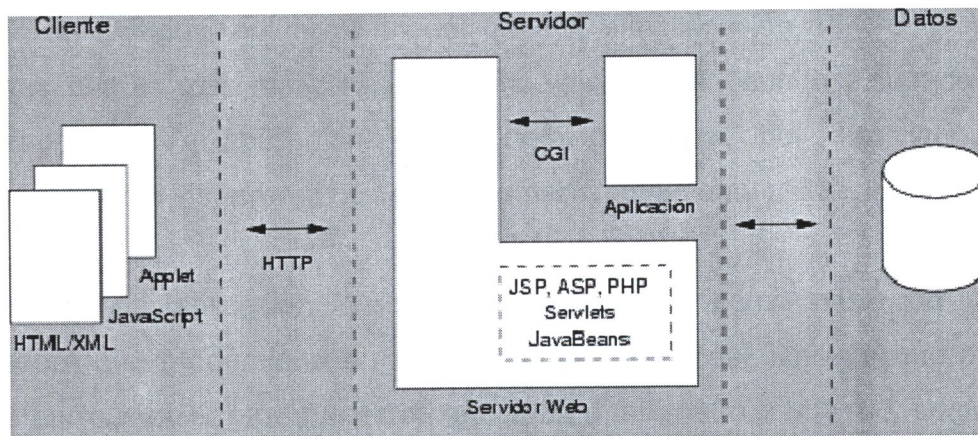 Cliente
Servidor
Datos
CGI
Aplicación
HTTP
Applet
JavaScript
HTML/XML
JSP, ASP, PHP
Servlets
JavaBeans
Servidor Web